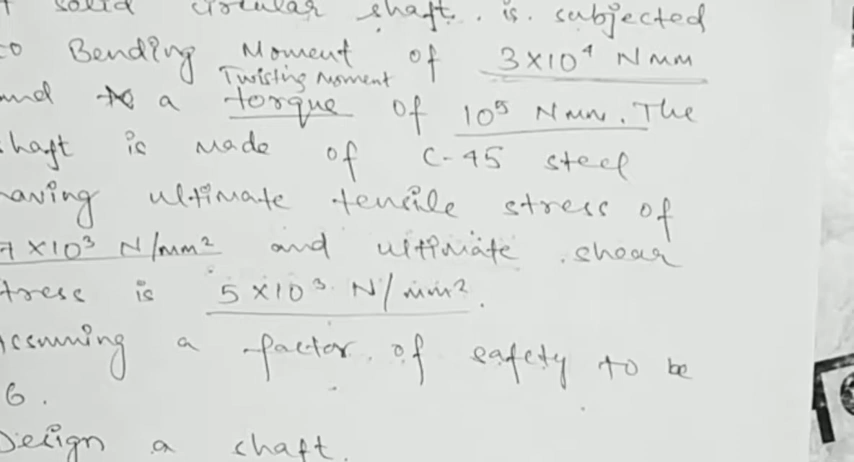 solid circular shaft. is. subjected
to Bending Moment of 3×10⁴ N mm
Twisting Moment
and a torque of 10⁵ N mm. The
shaft is made of C-45 steel
having ultimate tensile stress of
7×10³ N/mm² and ultimate shear
stress is 5×10³ N/mm².
Assuming a factor of safety to be
6.
Design a shaft.